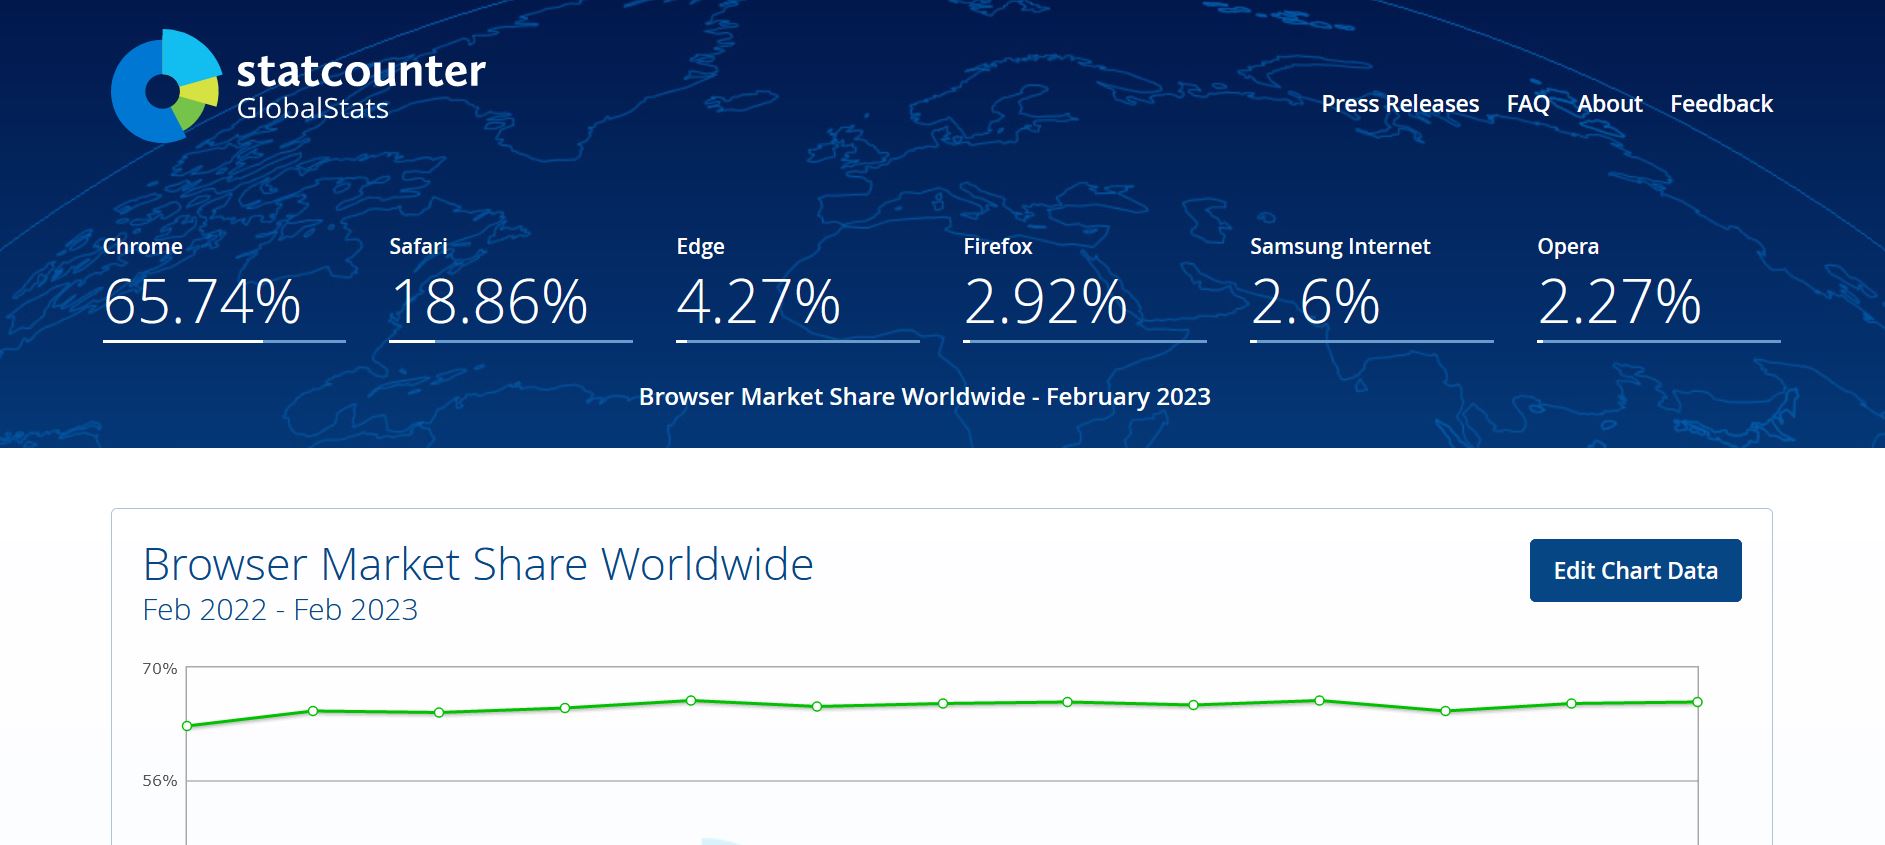 statcounter
GlobalStats
Press Releases FAQ About Feedback
Chrome Safari Edge Firefox Samsung Internet Opera
65.74% 18.86% 4.27% 2.92% 2.6% 2.27%
Browser Market Share Worldwide - February 2023
Browser Market Share Worldwide
Edit Chart Data
Feb 2022 - Feb 2023
70%
56%